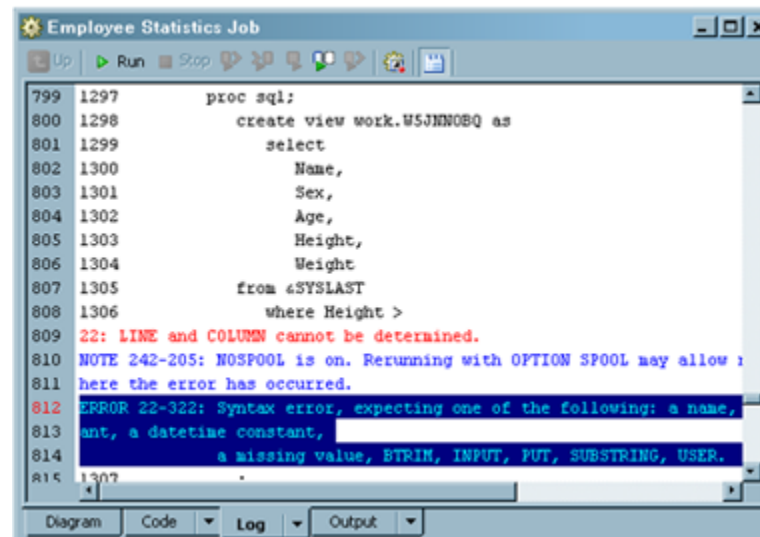 Employee Statistics Job
Up Run Stop
799 1297 proc sql;
800 1298 create view work.W5JNNOBQ as
801 1299 select
802 1300 Name,
803 1301 Sex,
804 1302 Age,
805 1303 Height,
806 1304 Weight
807 1305 from &SYSLAST
808 1306 where Height >
809 22: LINE and COLUMN cannot be determined.
810 NOTE 242-205: NOSPOOL is on. Rerunning with OPTION SPOOL may allow
811 here the error has occurred.
812 ERROR 22-322: Syntax error, expecting one of the following: a name,
813 ant, a datetime constant,
814 a missing value, BTRIM, INPUT, PUT, SUBSTRING, USER.
815 1307 ;
Diagram Code Log Output